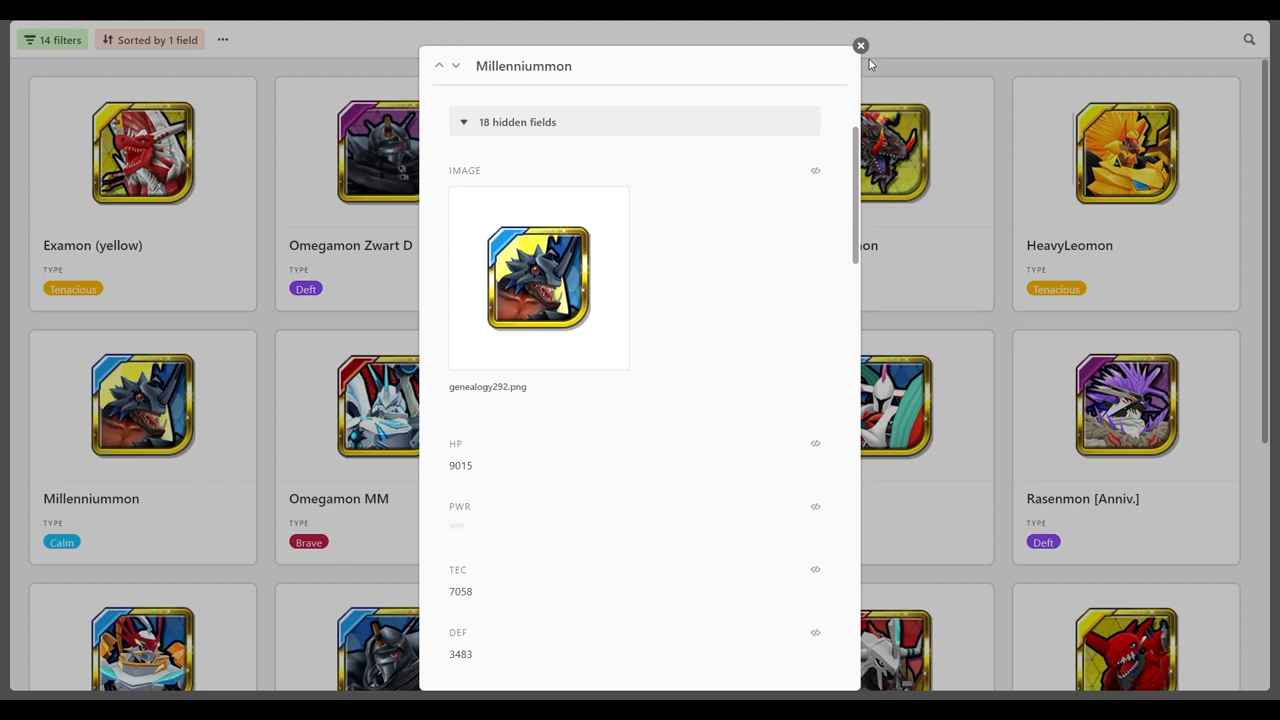 14 filters
Sorted by 1 field
Millenniummon
18 hidden fields
IMAGE
genealogy292.png
HP
9015
PWR
TEC
7058
DEF
3483
Examon (yellow)
TYPE
Tenacious
Omegamon Zwart D
TYPE
Deft
on
HeavyLeomon
TYPE
Tenacious
Millenniummon
TYPE
Calm
Omegamon MM
TYPE
Brave
Rasenmon [Anniv.]
TYPE
Deft